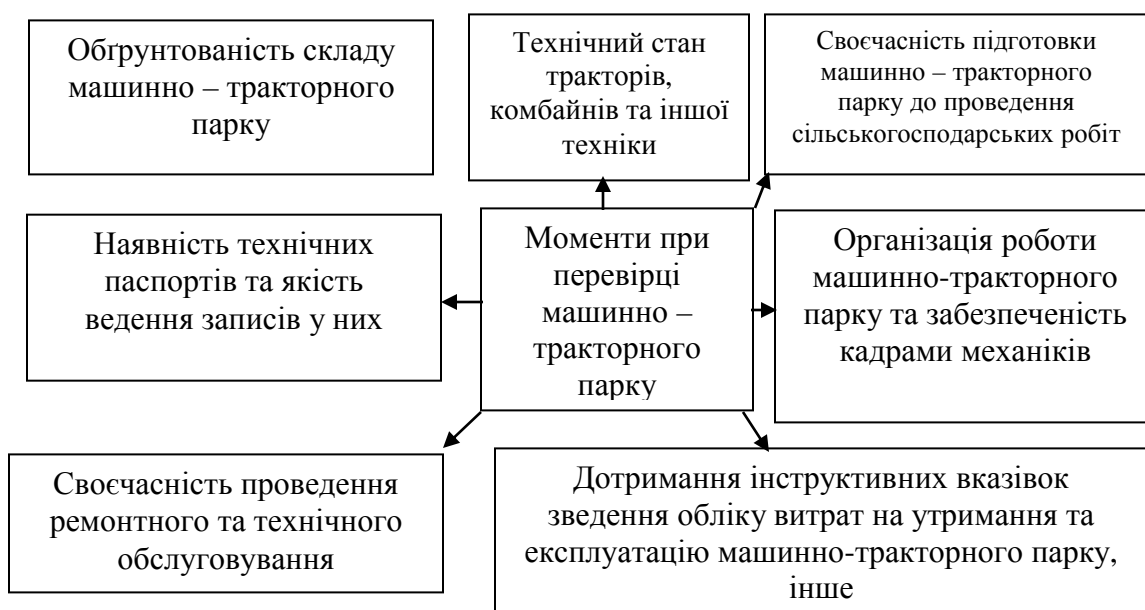 Обґрунтованість складу
машинно – тракторного
парку
Технічний стан
тракторів,
комбайнів та іншої
техніки
Своєчасність підготовки
машинно – тракторного
парку до проведення
сільськогосподарських робіт
Наявність технічних
паспортів та якість
ведення записів у них
Моменти при
перевірці
машинно –
тракторного
парку
Організація роботи
машинно-тракторного
парку та забезпеченість
кадрами механіків
Своєчасність проведення
ремонтного та технічного
обслуговування
Дотримання інструктивних вказівок
зведення обліку витрат на утримання та
експлуатацію машинно-тракторного парку,
інше